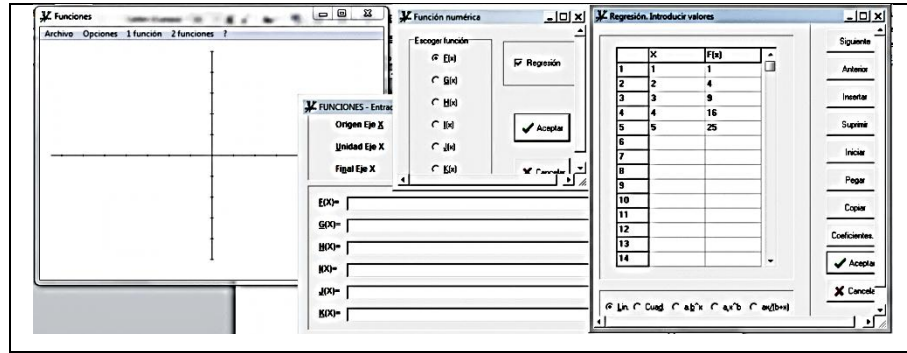 Funciones
Archivo Opciones 1 función 2 funciones ?
FUNCIONES - Entrad
Origen Eje X
Unidad Eje X
Final Eje X
F(X)=
G(X)=
H(X)=
I(X)=
J(X)=
K(X)=
Función numérica
Escoger función
F(x)
G(x)
H(x)
I(x)
J(x)
K(x)
Regresión
Aceptar
Cancelar
Regresión. Introducir valores
X F(x)
1 1 1
2 2 4
3 3 9
4 4 16
5 5 25
6
7
8
9
10
11
12
13
14
Lin. Cuad. a.b^x a.x^b ax/(b+x)
Siguiente
Anterior
Insertar
Suprimir
Iniciar
Pegar
Copiar
Coeficientes.
Aceptar
Cancele